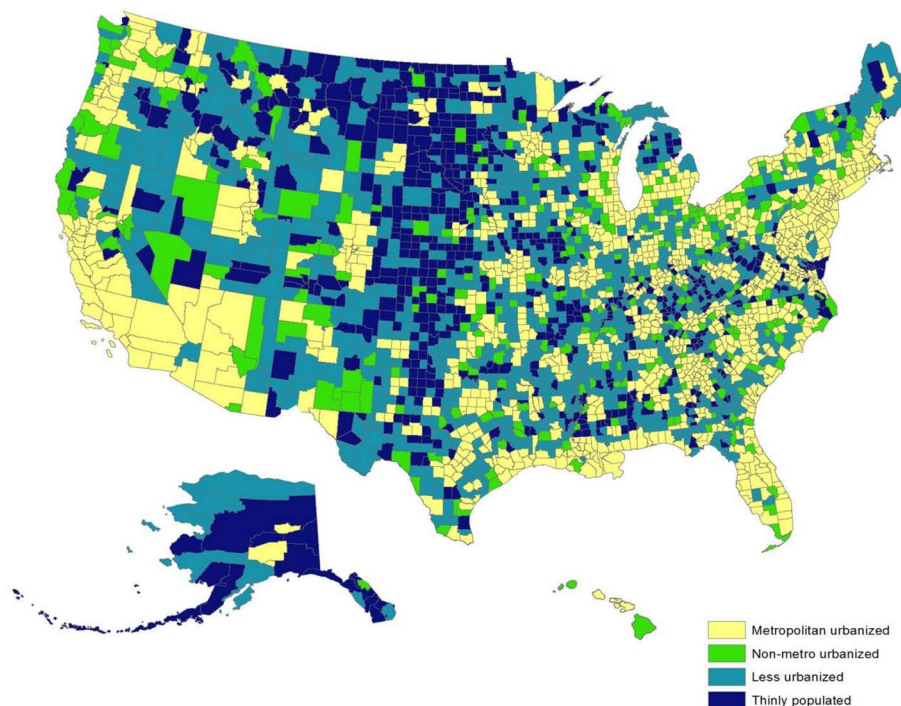 Metropolitan urbanized
Non-metro urbanized
Less urbanized
Thinly populated